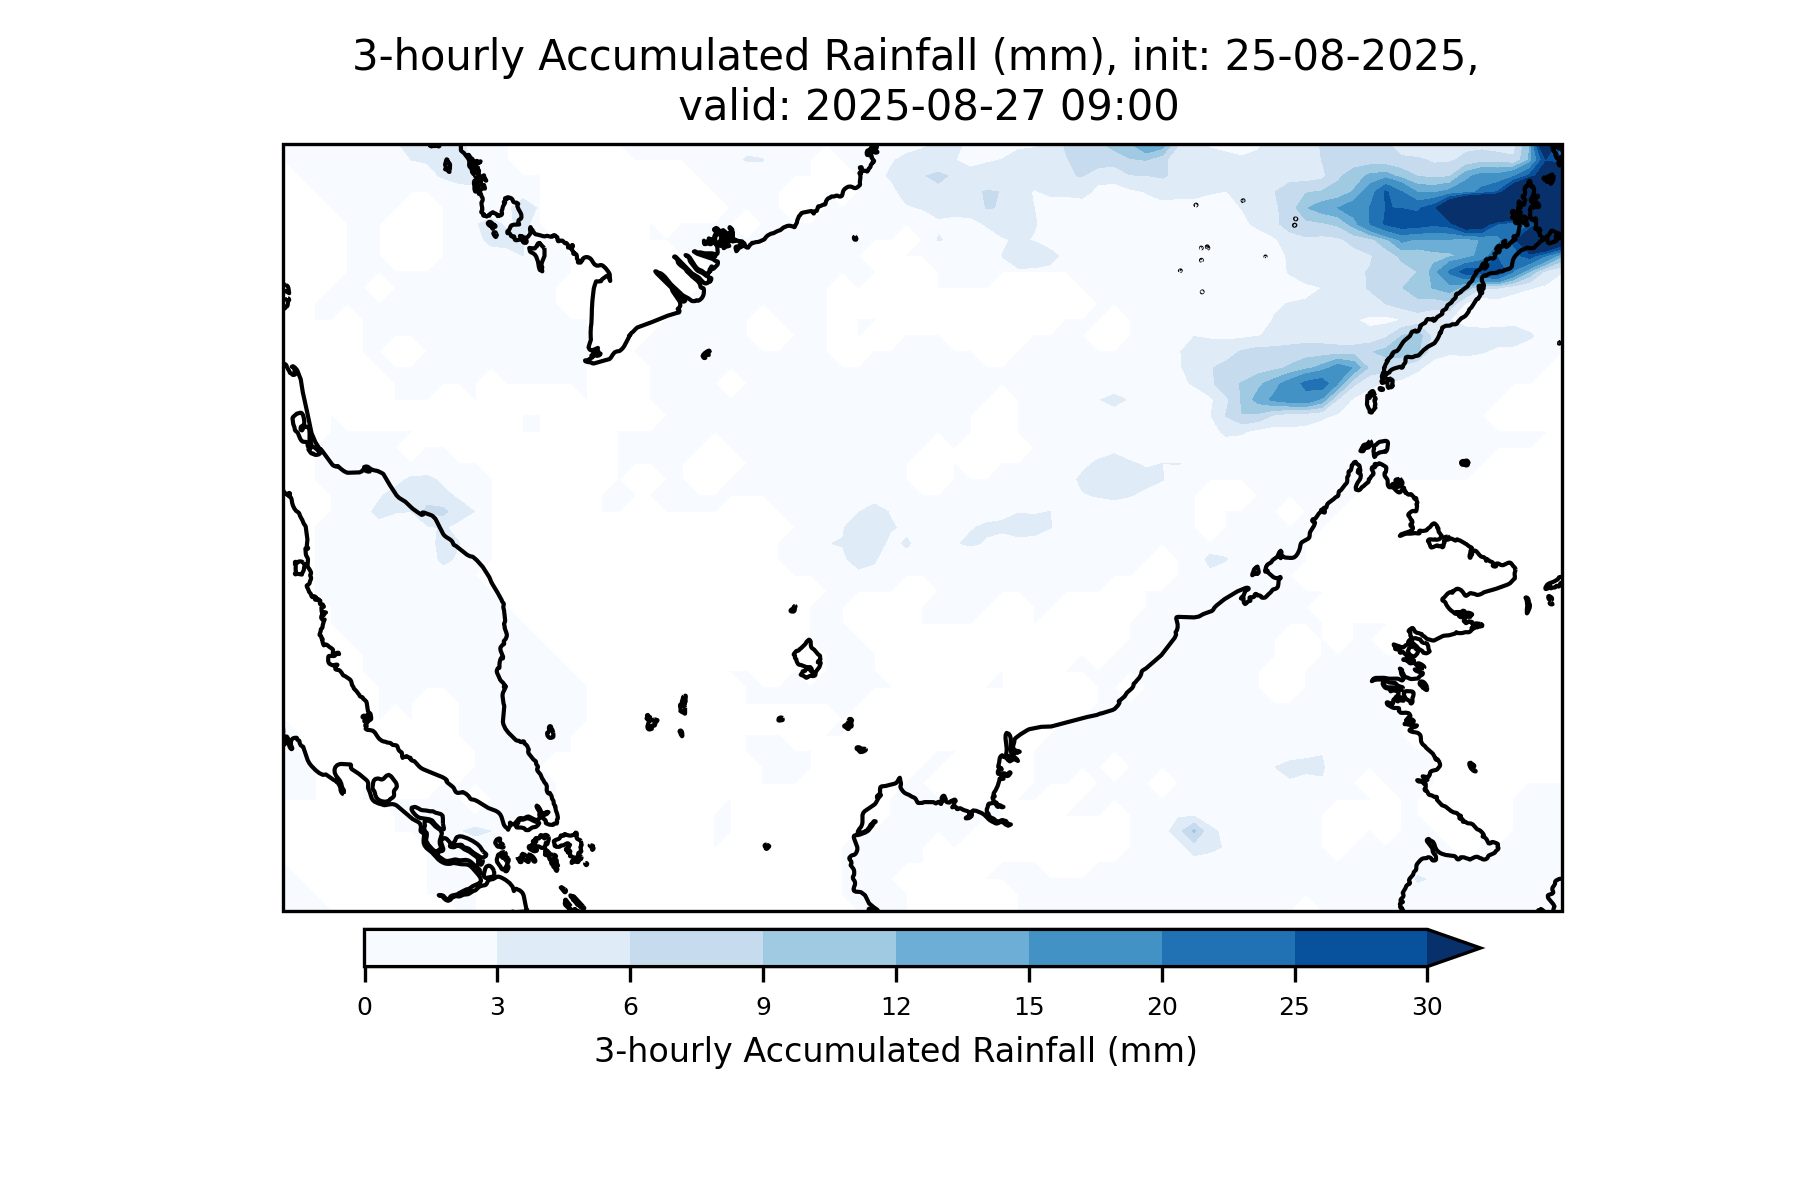 3-hourly Accumulated Rainfall (mm), init: 25-08-2025,
valid: 2025-08-27 09:00
0 3 6 9 12 15 20 25 30
3-hourly Accumulated Rainfall (mm)